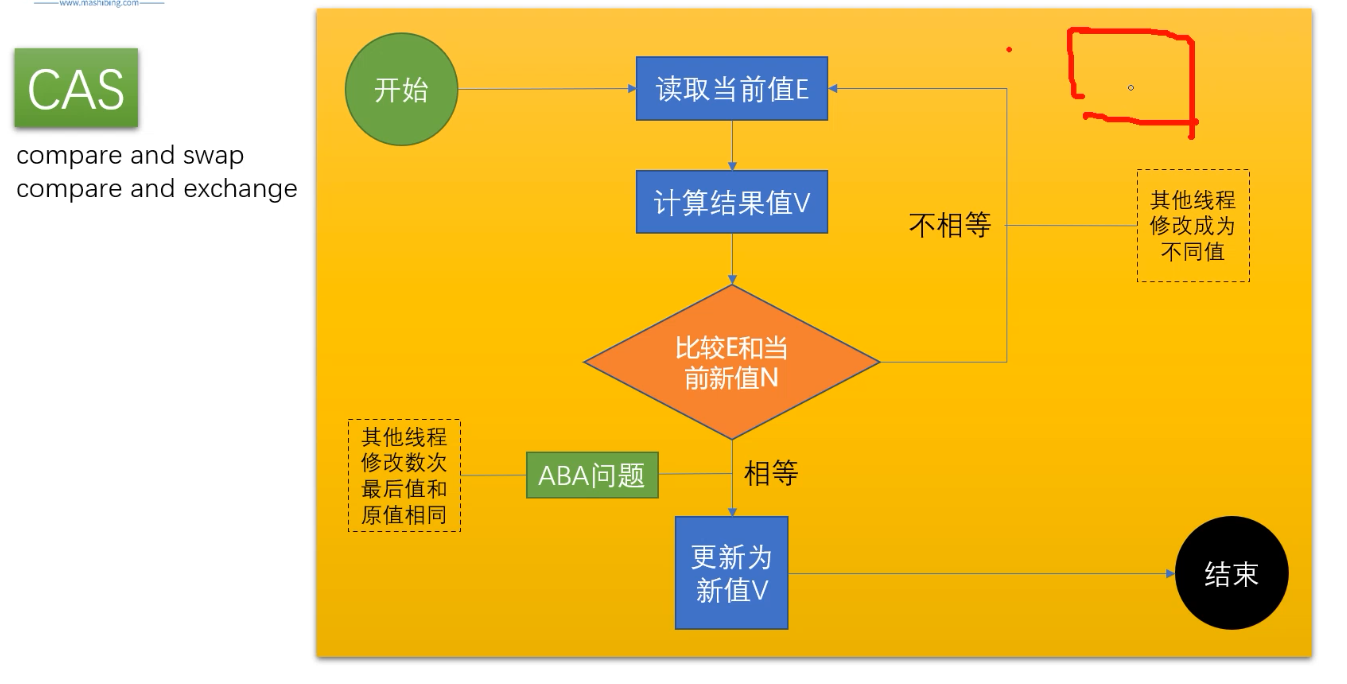 www.mashibing.com
CAS
compare and swap
compare and exchange
开始
读取当前值E
计算结果值V
不相等
其他线程
修改成为
不同值
比较E和当
前新值N
其他线程
修改数次
最后值和
原值相同
ABA问题
相等
更新为
新值V
结束